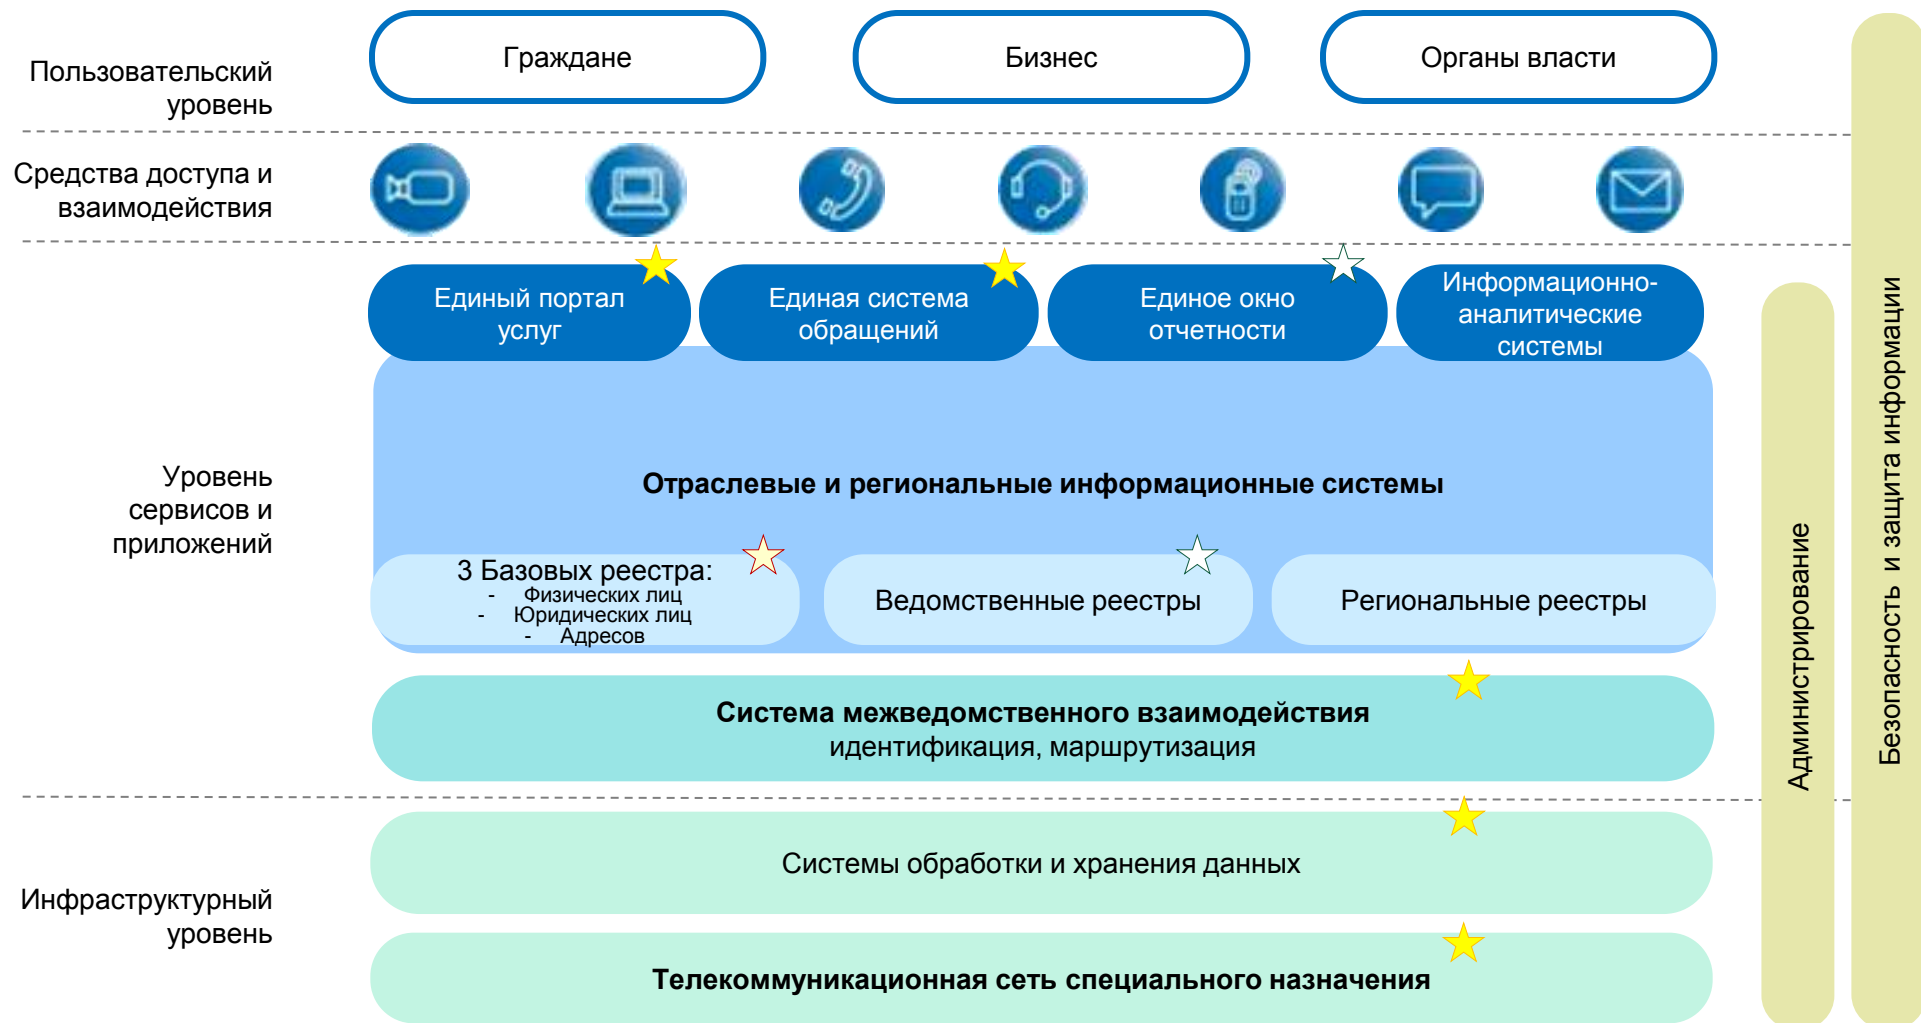 Пользовательский
уровень
Граждане
Бизнес
Органы власти
Средства доступа и
взаимодействия
Единый портал
услуг
Единая система
обращений
Единое окно
отчетности
Информационно-
аналитические
системы
Уровень
сервисов и
приложений
Отраслевые и региональные информационные системы
3 Базовых реестра:
- Физических лиц
- Юридических лиц
- Адресов
Ведомственные реестры
Региональные реестры
Система межведомственного взаимодействия
идентификация, маршрутизация
Инфраструктурный
уровень
Системы обработки и хранения данных
Телекоммуникационная сеть специального назначения
Администрирование
Безопасность и защита информации